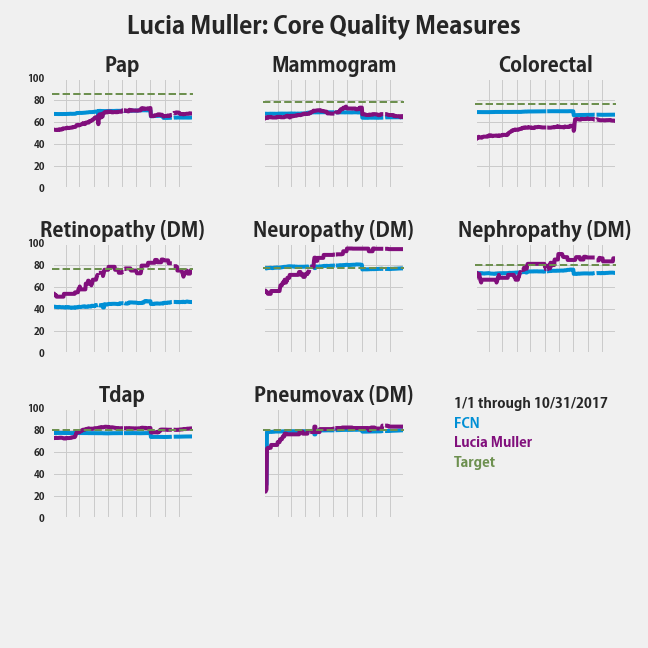 Lucia Muller: Core Quality Measures
Pap
Mammogram
Colorectal
100
80
60
40
20
0
Retinopathy (DM)
Neuropathy (DM)
Nephropathy (DM)
100
80
60
40
20
0
Tdap
Pneumovax (DM)
100
80
60
40
20
0
1/1 through 10/31/2017
FCN
Lucia Muller
Target